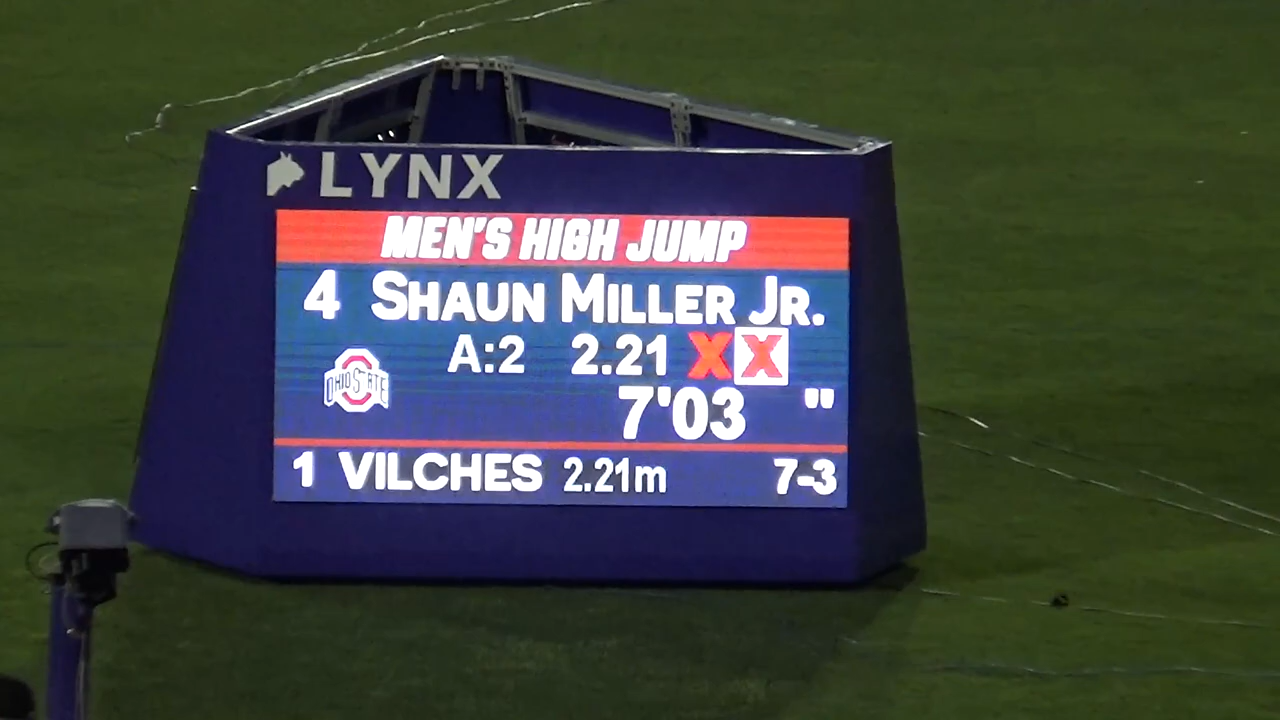 LYNX
MEN'S HIGH JUMP
4 SHAUN MILLER JR.
A:2 2.21 XX
OHIO STATE
7'03 "
1 VILCHES 2.21m 7-3